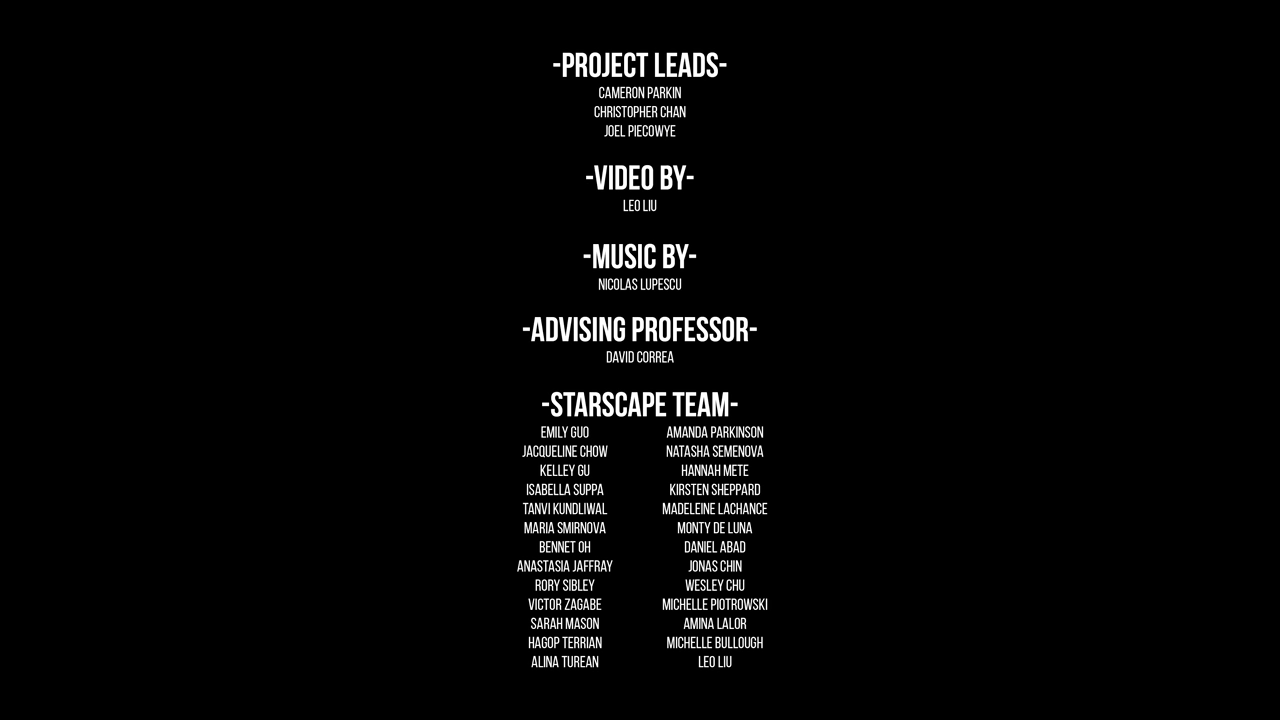 -PROJECT LEADS-
CAMERON PARKIN
CHRISTOPHER CHAN
JOEL PIECOWYE
-VIDEO BY-
LEO LIU
-MUSIC BY-
NICOLAS LUPESCU
-ADVISING PROFESSOR-
DAVID CORREA
-STARSCAPE TEAM-
EMILY GUO
JACQUELINE CHOW
KELLEY GU
ISABELLA SUPPA
TANVI KUNDLIWAL
MARIA SMIRNOVA
BENNET OH
ANASTASIA JAFFRAY
RORY SIBLEY
VICTOR ZAGABE
SARAH MASON
HAGOP TERRIAN
ALINA TUREAN
AMANDA PARKINSON
NATASHA SEMENOVA
HANNAH METE
KIRSTEN SHEPPARD
MADELEINE LACHANCE
MONTY DE LUNA
DANIEL ABAD
JONAS CHIN
WESLEY CHU
MICHELLE PIOTROWSKI
AMINA LALOR
MICHELLE BULLOUGH
LEO LIU